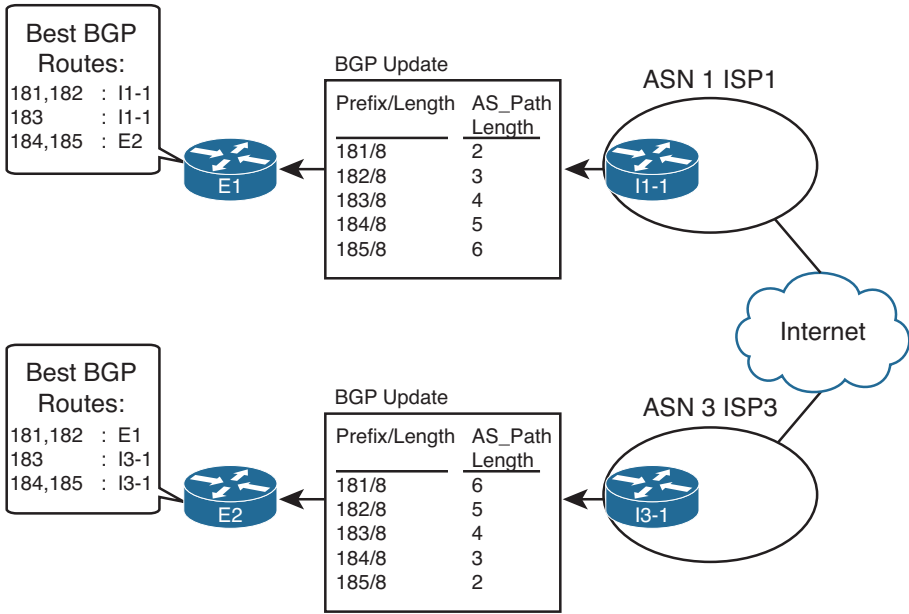 Best BGP
Routes:
181,182 : I1-1
183 : I1-1
184,185 : E2
E1
BGP Update
Prefix/Length AS_Path
Length
181/8 2
182/8 3
183/8 4
184/8 5
185/8 6
ASN 1 ISP1
I1-1
Internet
Best BGP
Routes:
181,182 : E1
183 : I3-1
184,185 : I3-1
E2
BGP Update
Prefix/Length AS_Path
Length
181/8 6
182/8 5
183/8 4
184/8 3
185/8 2
ASN 3 ISP3
I3-1